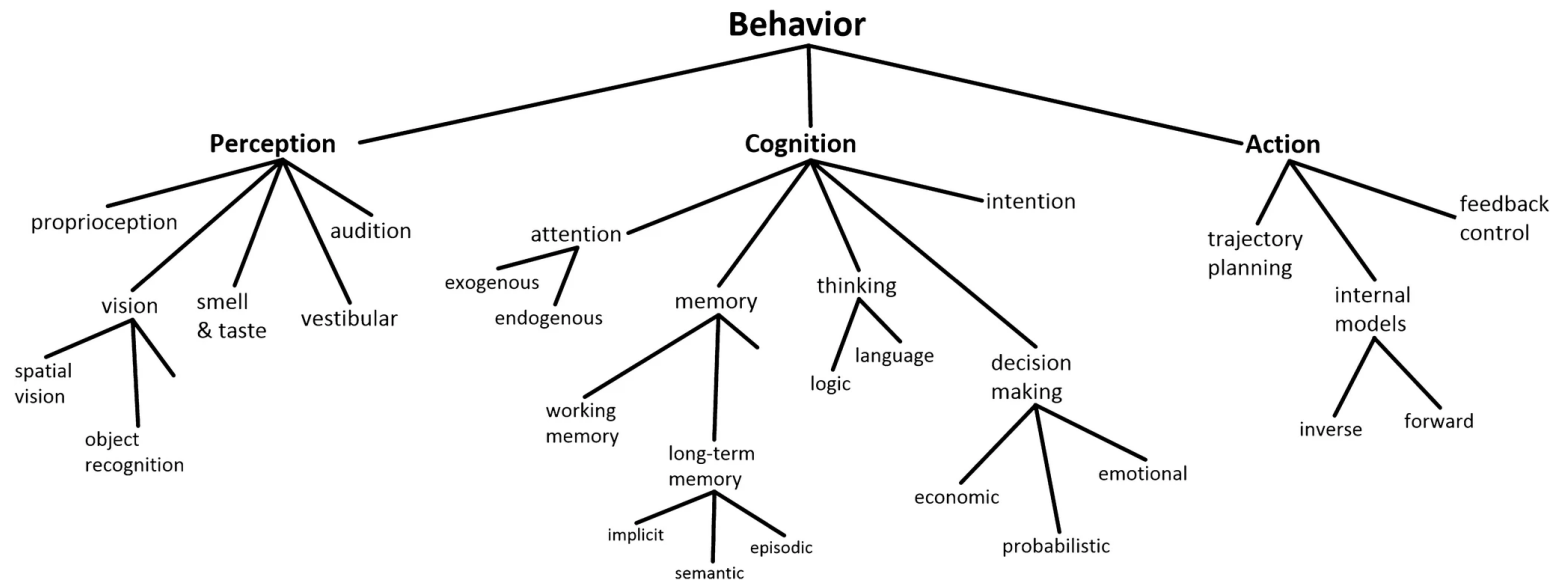 Behavior
Perception
Cognition
Action
proprioception
vision
smell
& taste
vestibular
audition
spatial
vision
object
recognition
attention
exogenous
endogenous
memory
working
memory
long-term
memory
implicit
semantic
episodic
thinking
logic
language
decision
making
economic
probabilistic
emotional
intention
trajectory
planning
internal
models
inverse
forward
feedback
control